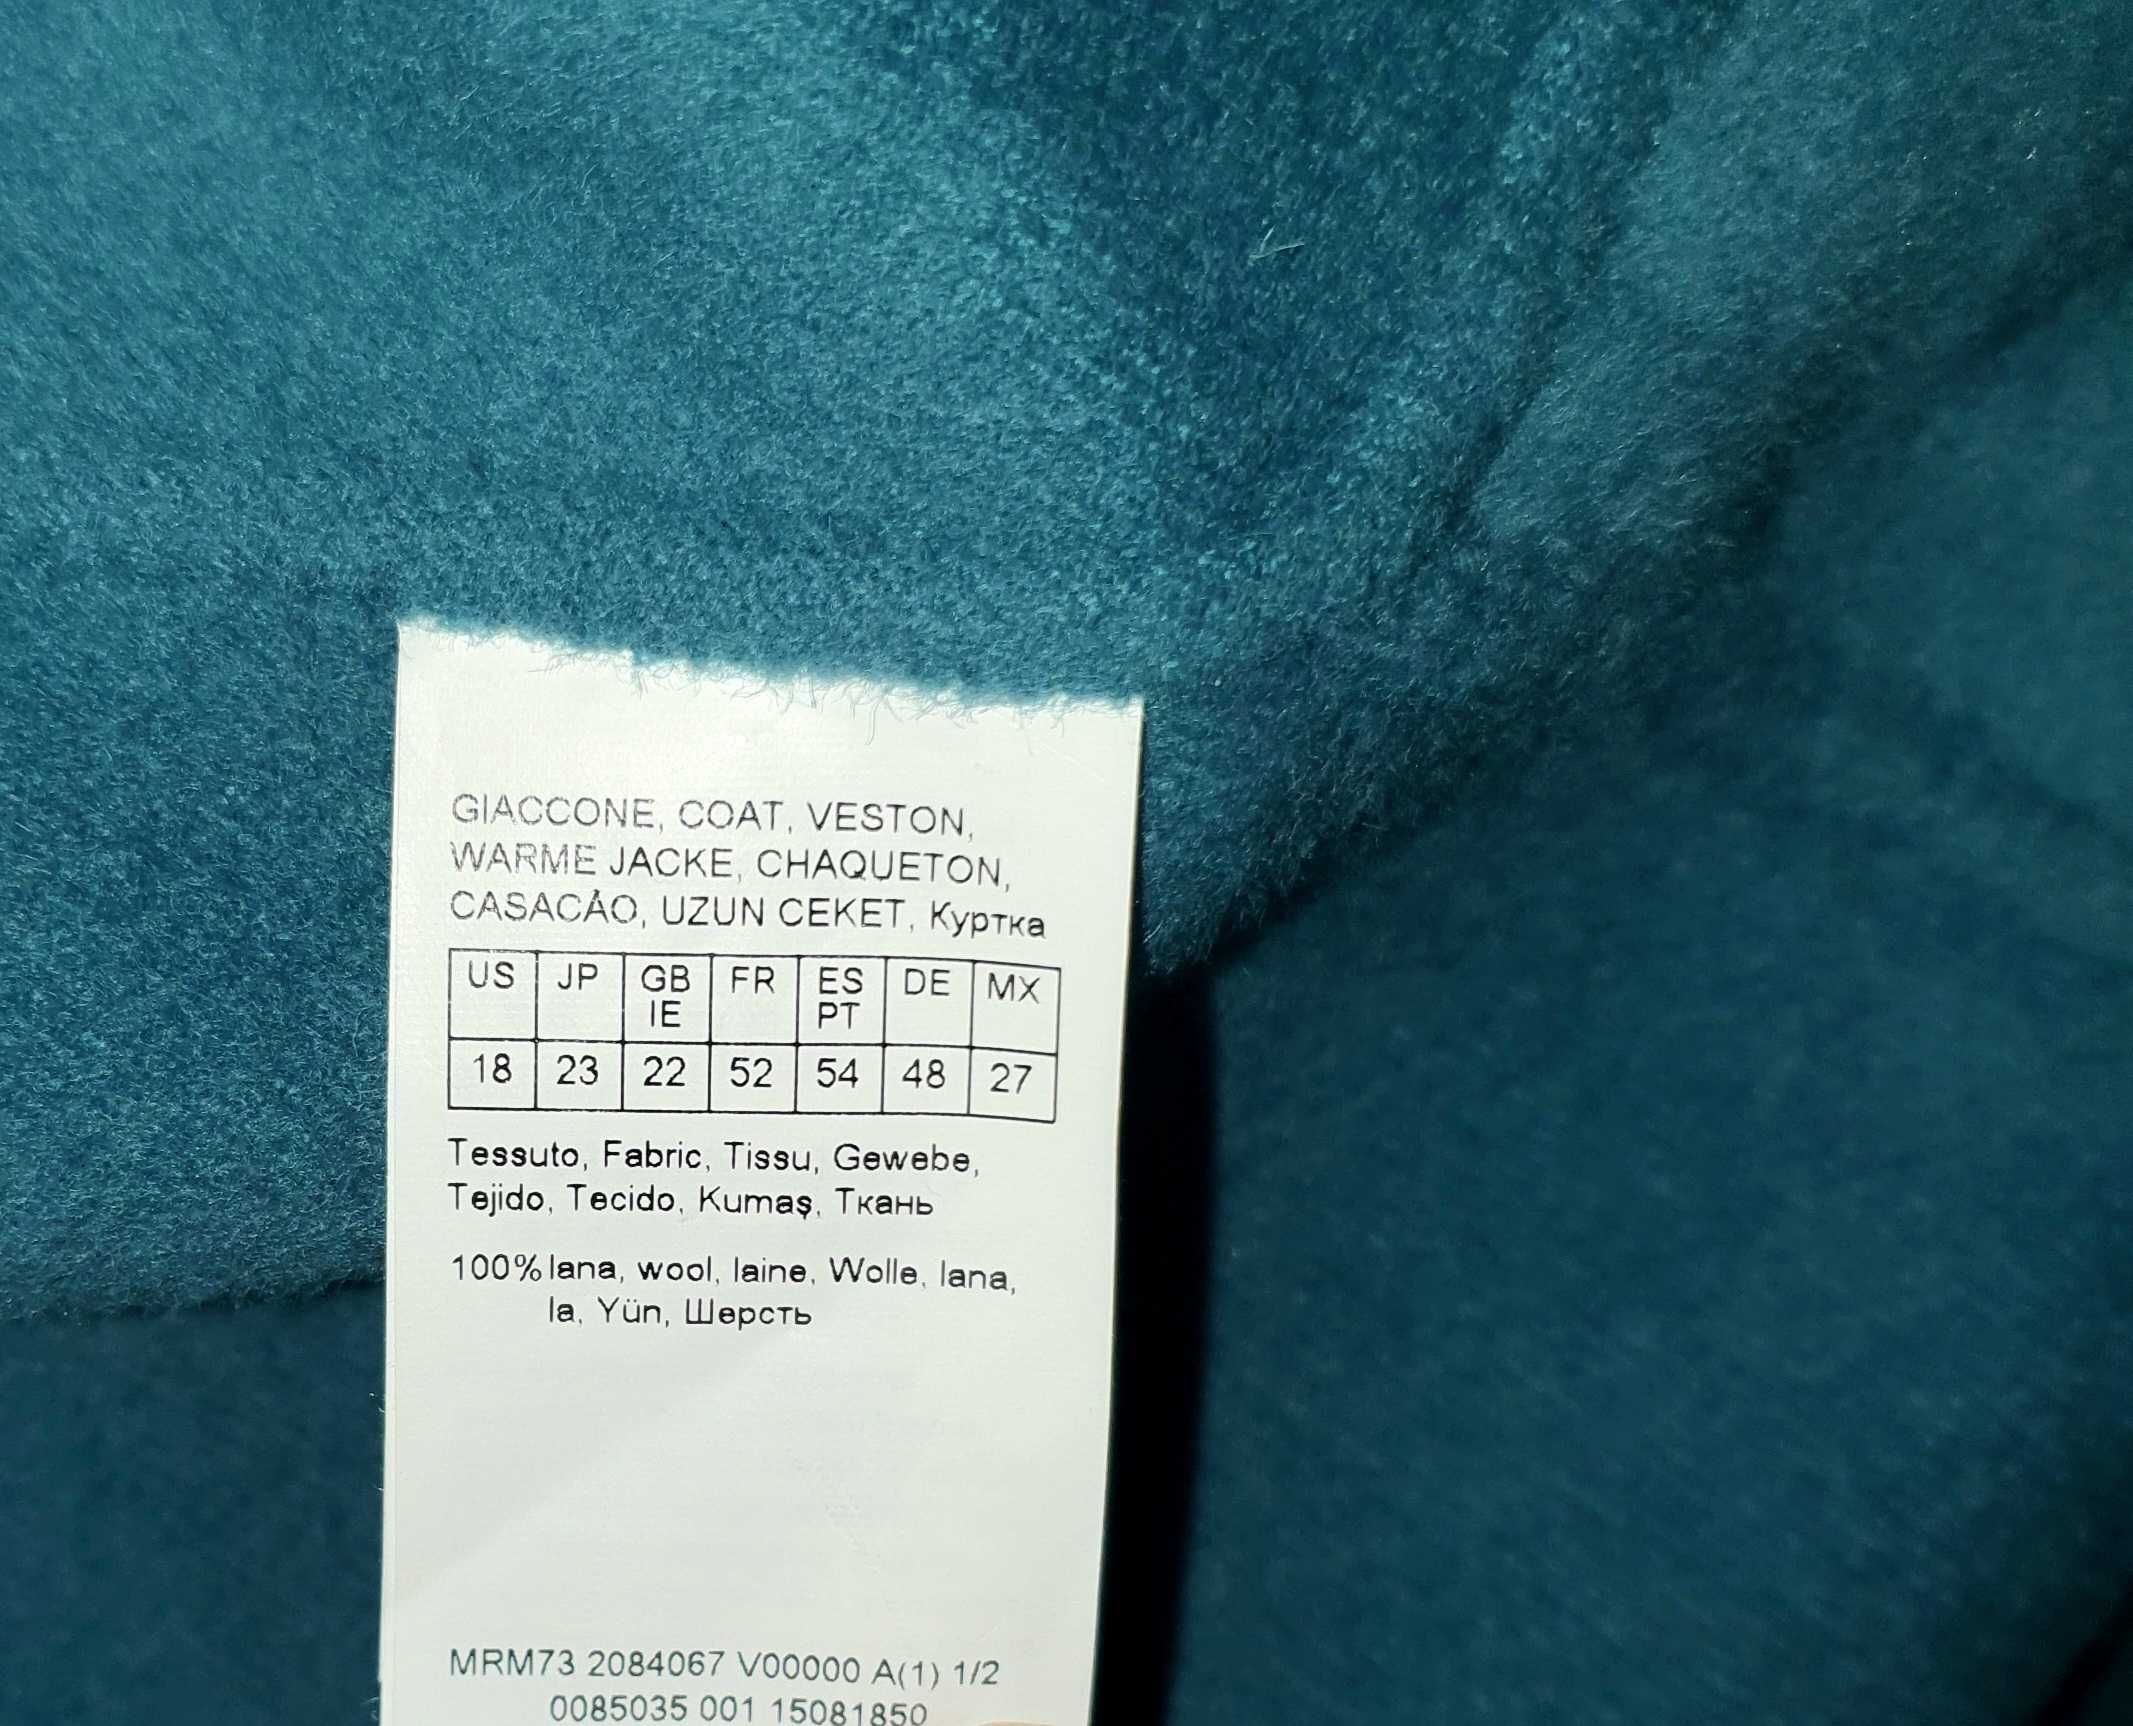 GIACCONE, COAT, VESTON,
WARME JACKE, CHAQUETON,
CASACÃO, UZUN CEKET, Куртка
US JP GB IE FR ES PT DE MX
18 23 22 52 54 48 27
Tessuto, Fabric, Tissu, Gewebe,
Tejido, Tecido, Kumaş, Ткань
100% lana, wool, laine, Wolle, lana,
la, Yün, Шерсть
MRM73 2084067 V00000 A(1) 1/2
0085035 001 15081850